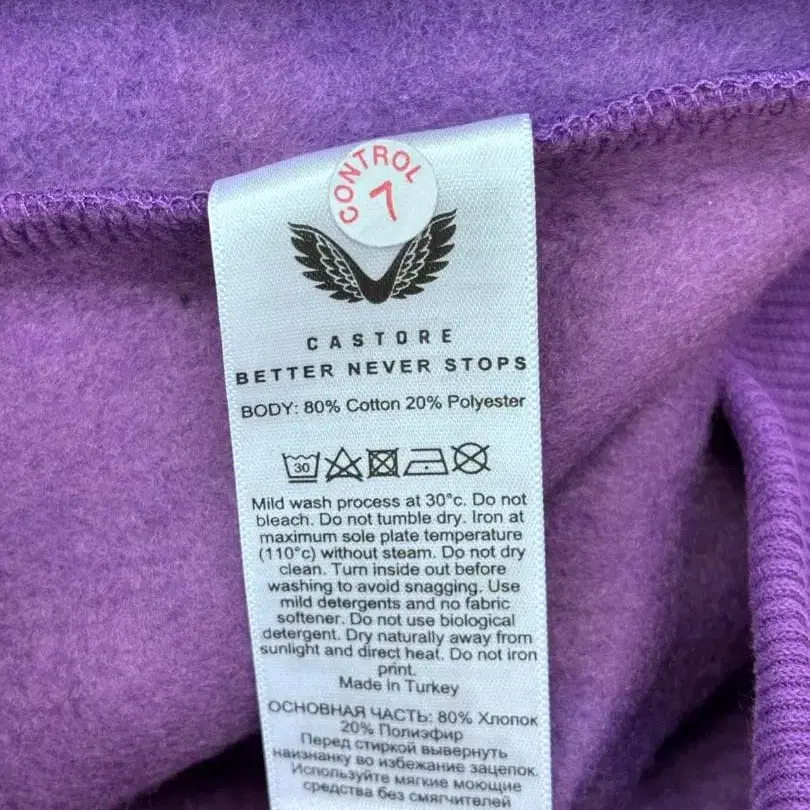 CONTROL
7
CASTORE
BETTER NEVER STOPS
BODY: 80% Cotton 20% Polyester
30
Mild wash process at 30°c. Do not
bleach. Do not tumble dry. Iron at
maximum sole plate temperature
(110°c) without steam. Do not dry
clean. Turn inside out before
washing to avoid snagging. Use
mild detergents and no fabric
softener. Do not use biological
detergent. Dry naturally away from
sunlight and direct heat. Do not iron
print.
Made in Turkey
ОСНОВНАЯ ЧАСТЬ: 80% Хлопок
20% Полиэфир
Перед стиркой вывернуть
наизнанку во избежание зацепок.
Используйте мягкие моющие
средства без смягчителей